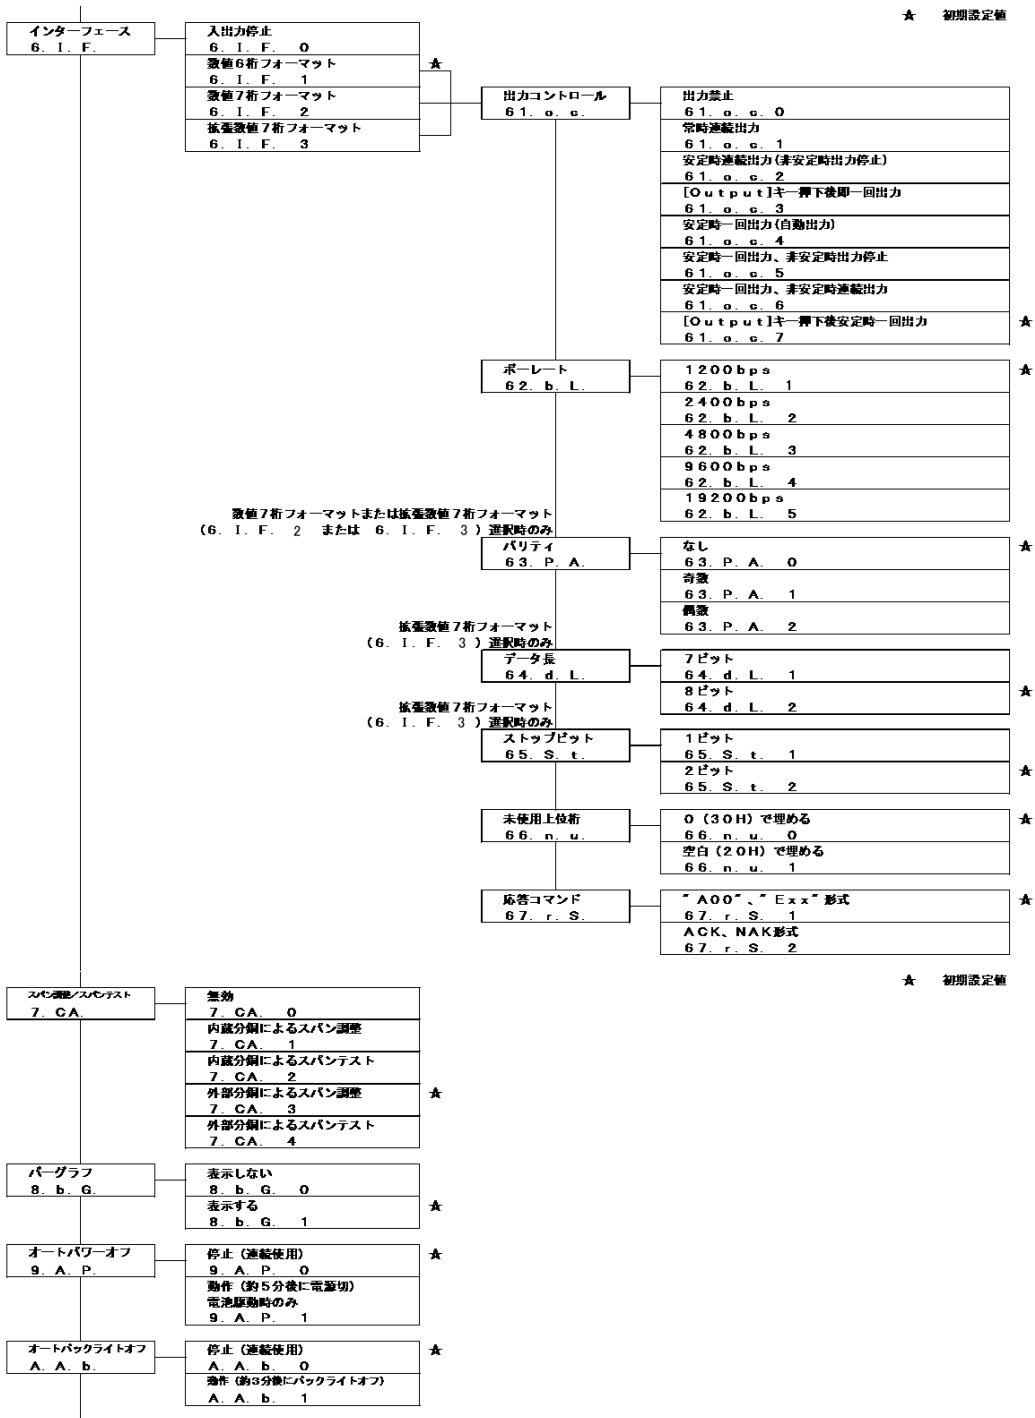 ☆ 初期設定値
インターフェース
6. I. F.
入出力停止
6. I. F. 0
数値6桁フォーマット ☆
6. I. F. 1
数値7桁フォーマット
6. I. F. 2
拡張数値7桁フォーマット
6. I. F. 3
出力コントロール
61. o. c.
出力禁止
61. o. c. 0
常時連続出力
61. o. c. 1
安定時連続出力(非安定時出力停止)
61. o. c. 2
[Output]キー押下後即一回出力
61. o. c. 3
安定時一回出力(自動出力)
61. o. c. 4
安定時一回出力、非安定時出力停止
61. o. c. 5
安定時一回出力、非安定時連続出力
61. o. c. 6
[Output]キー押下後安定時一回出力 ☆
61. o. c. 7
ボーレート
62. b. L.
1200bps ☆
62. b. L. 1
2400bps
62. b. L. 2
4800bps
62. b. L. 3
9600bps
62. b. L. 4
19200bps
62. b. L. 5
数値7桁フォーマットまたは拡張数値7桁フォーマット
(6. I. F. 2 または 6. I. F. 3)選択時のみ
パリティ
63. P. A.
なし ☆
63. P. A. 0
奇数
63. P. A. 1
偶数
63. P. A. 2
拡張数値7桁フォーマット
(6. I. F. 3)選択時のみ
データ長
64. d. L.
7ビット
64. d. L. 1
8ビット ☆
64. d. L. 2
拡張数値7桁フォーマット
(6. I. F. 3)選択時のみ
ストップビット
65. S. t.
1ビット
65. S. t. 1
2ビット ☆
65. S. t. 2
未使用上位桁
66. n. u.
0(30H)で埋める ☆
66. n. u. 0
空白(20H)で埋める
66. n. u. 1
応答コマンド
67. r. S.
"A00"、"Exx"形式 ☆
67. r. S. 1
ACK、NAK形式
67. r. S. 2
☆ 初期設定値
スパン調整/スパンテスト
7. CA.
無効
7. CA. 0
内蔵分銅によるスパン調整
7. CA. 1
内蔵分銅によるスパンテスト
7. CA. 2
外部分銅によるスパン調整 ☆
7. CA. 3
外部分銅によるスパンテスト
7. CA. 4
バーグラフ
8. b. G.
表示しない
8. b. G. 0
表示する ☆
8. b. G. 1
オートパワーオフ
9. A. P.
停止(連続使用) ☆
9. A. P. 0
動作(約5分後に電源切)
電池駆動時のみ
9. A. P. 1
オートバックライトオフ
A. A. b.
停止(連続使用) ☆
A. A. b. 0
動作(約3分後にバックライトオフ)
A. A. b. 1